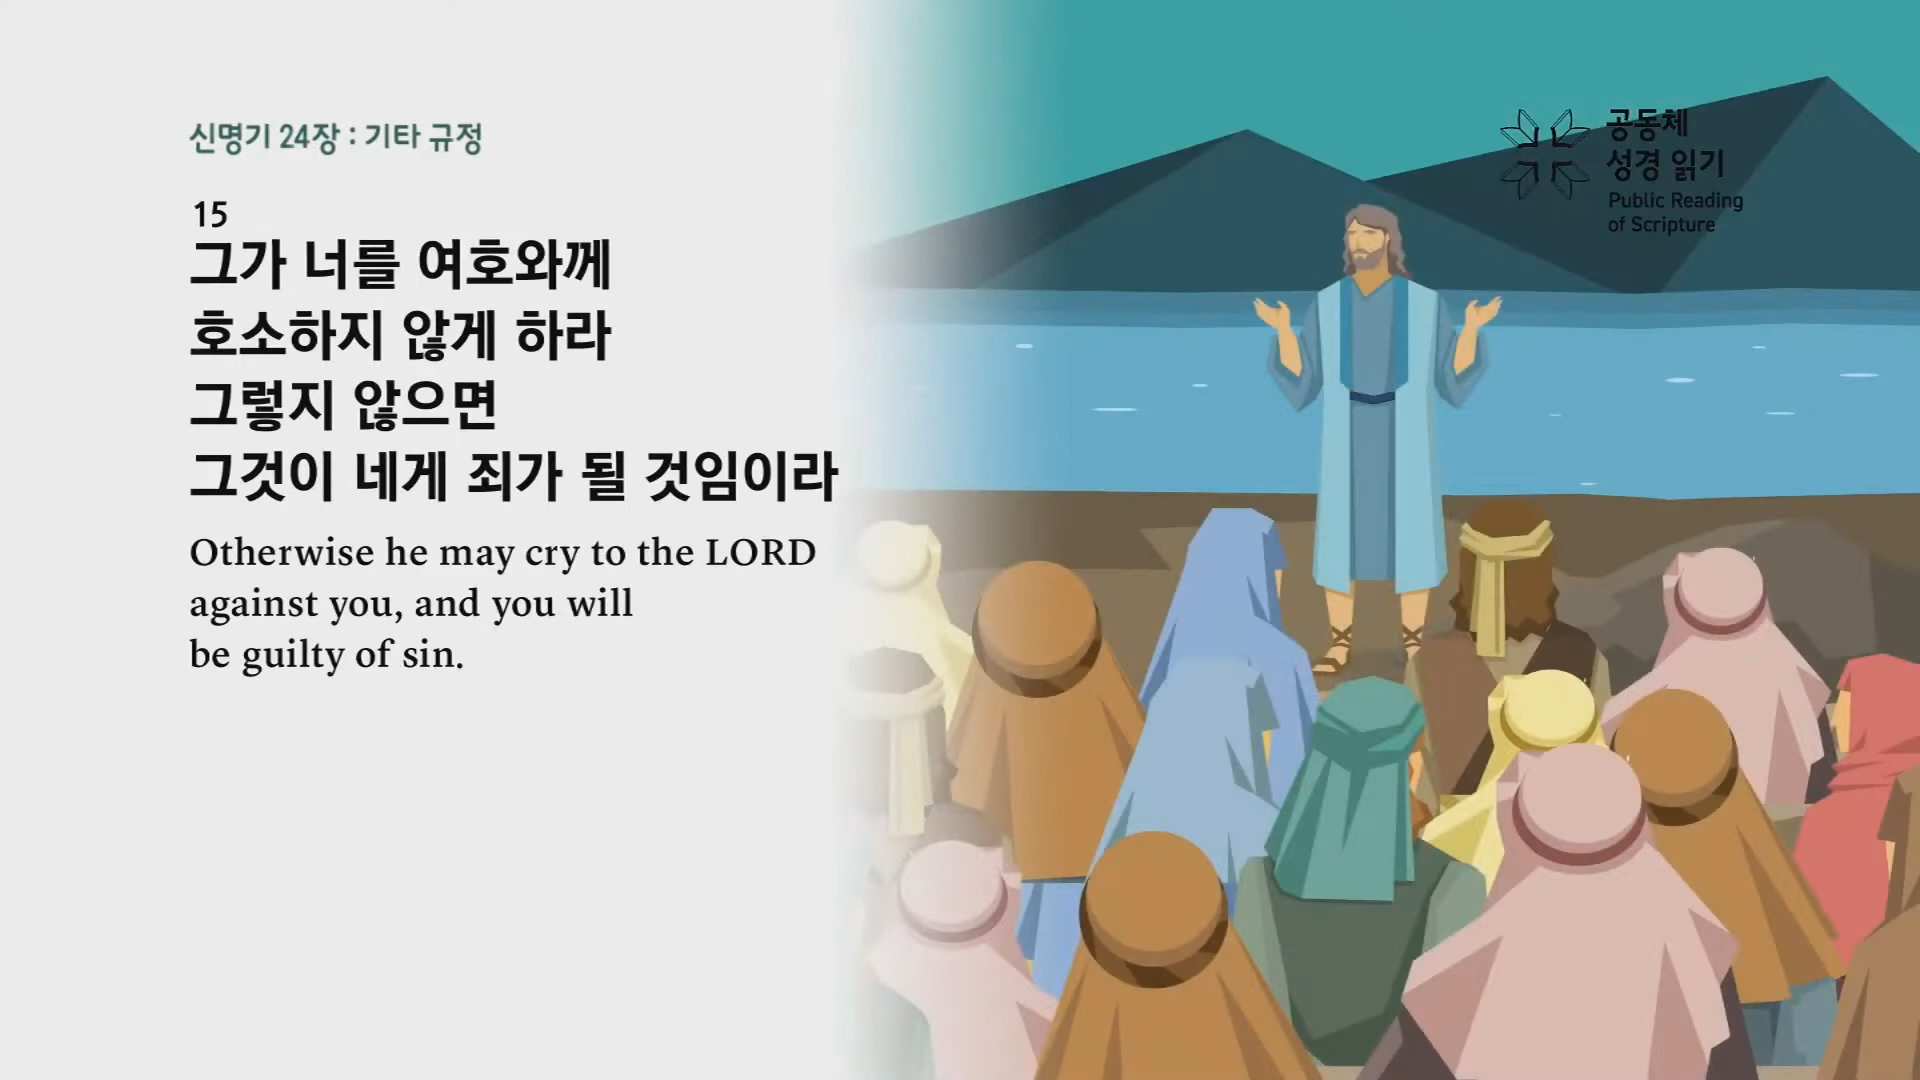 신명기 24장 : 기타 규정
15
그가 너를 여호와께
호소하지 않게 하라
그렇지 않으면
그것이 네게 죄가 될 것임이라
Otherwise he may cry to the LORD
against you, and you will
be guilty of sin.
공동체
성경 읽기
Public Reading
of Scripture